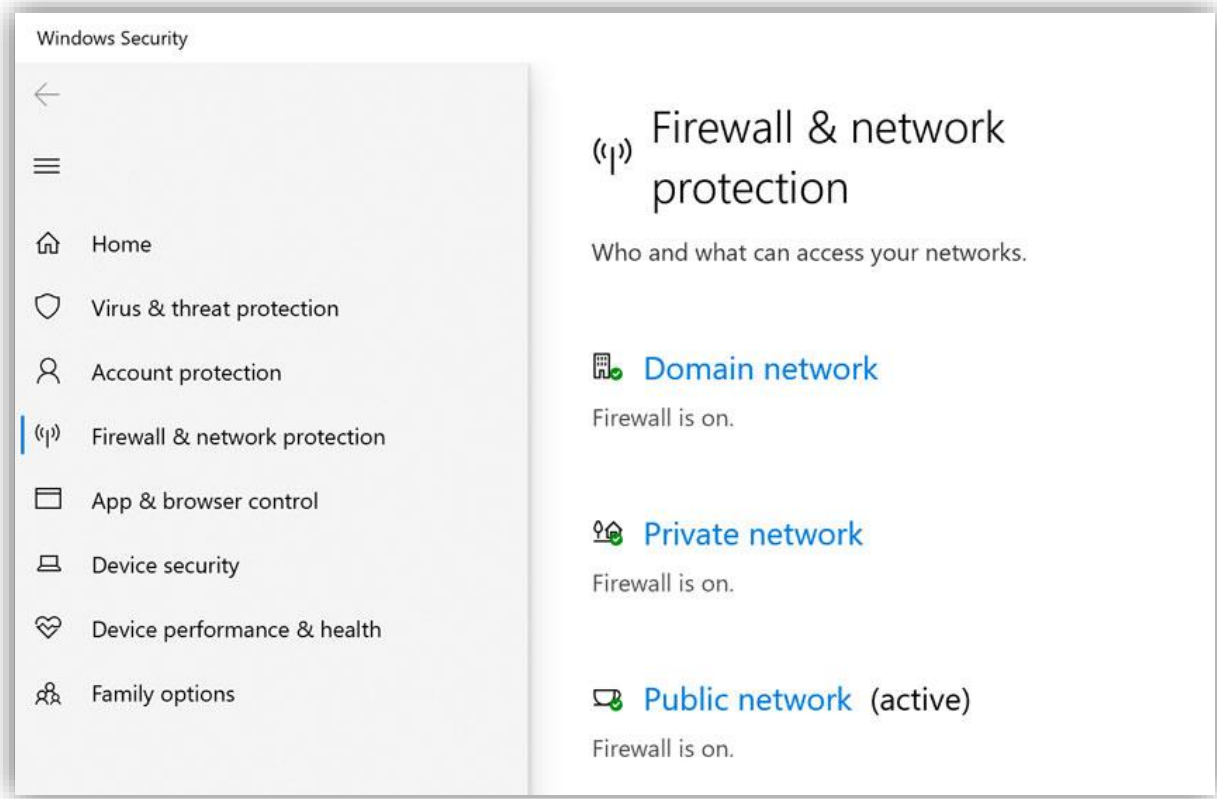 Windows Security
Home
Virus & threat protection
Account protection
Firewall & network protection
App & browser control
Device security
Device performance & health
Family options
Firewall & network
protection
Who and what can access your networks.
Domain network
Firewall is on.
Private network
Firewall is on.
Public network (active)
Firewall is on.